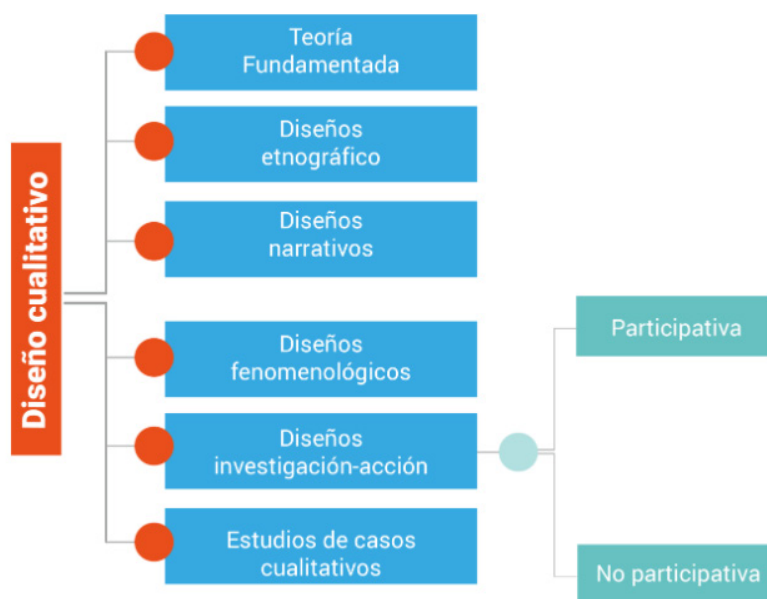 Diseño cualitativo
Teoría
Fundamentada
Diseños
etnográfico
Diseños
narrativos
Diseños
fenomenológicos
Diseños
investigación-acción
Estudios de casos
cualitativos
Participativa
No participativa